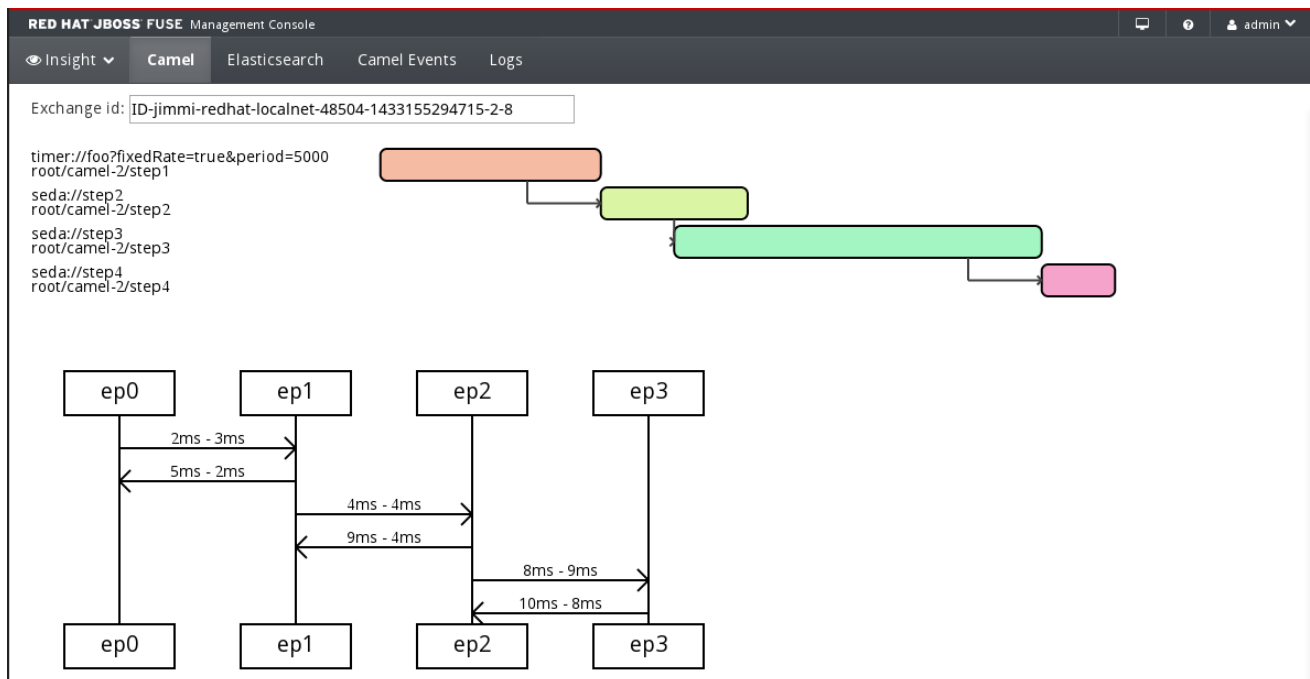 RED HAT JBOSS FUSE Management Console
admin
Insight Camel Elasticsearch Camel Events Logs
Exchange id: ID-jimmi-redhat-localnet-48504-1433155294715-2-8
timer://foo?fixedRate=true&period=5000
root/camel-2/step1
seda://step2
root/camel-2/step2
seda://step3
root/camel-2/step3
seda://step4
root/camel-2/step4
ep0 ep1 ep2 ep3
2ms - 3ms
5ms - 2ms
4ms - 4ms
9ms - 4ms
8ms - 9ms
10ms - 8ms
ep0 ep1 ep2 ep3